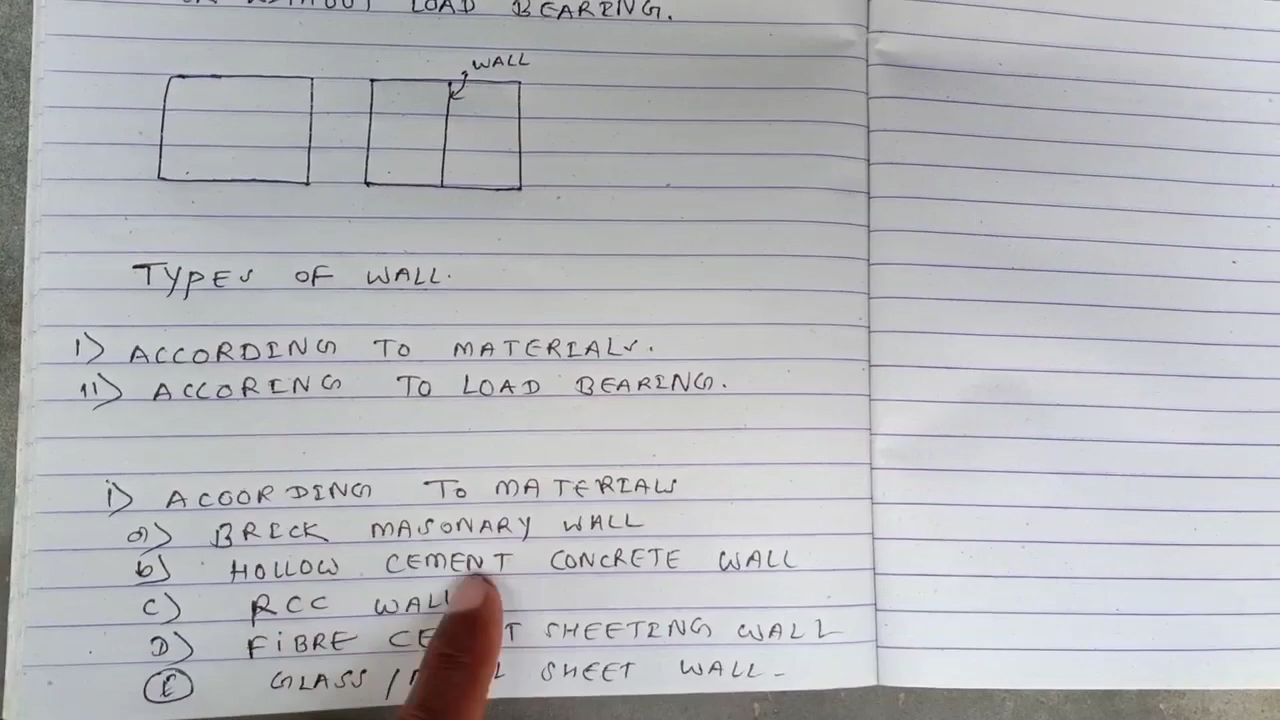 WITHOUT LOAD BEARING.
WALL
TYPES OF WALL.
I) ACCORDING TO MATERIALS.
II) ACCORING TO LOAD BEARING.
i) ACCORDING TO MATERIALS
a) BRICK MASONARY WALL
b) HOLLOW CEMENT CONCRETE WALL
C) RCC WALL
D) FIBRE SHEETING WALL
E GLASS / SHEET WALL-